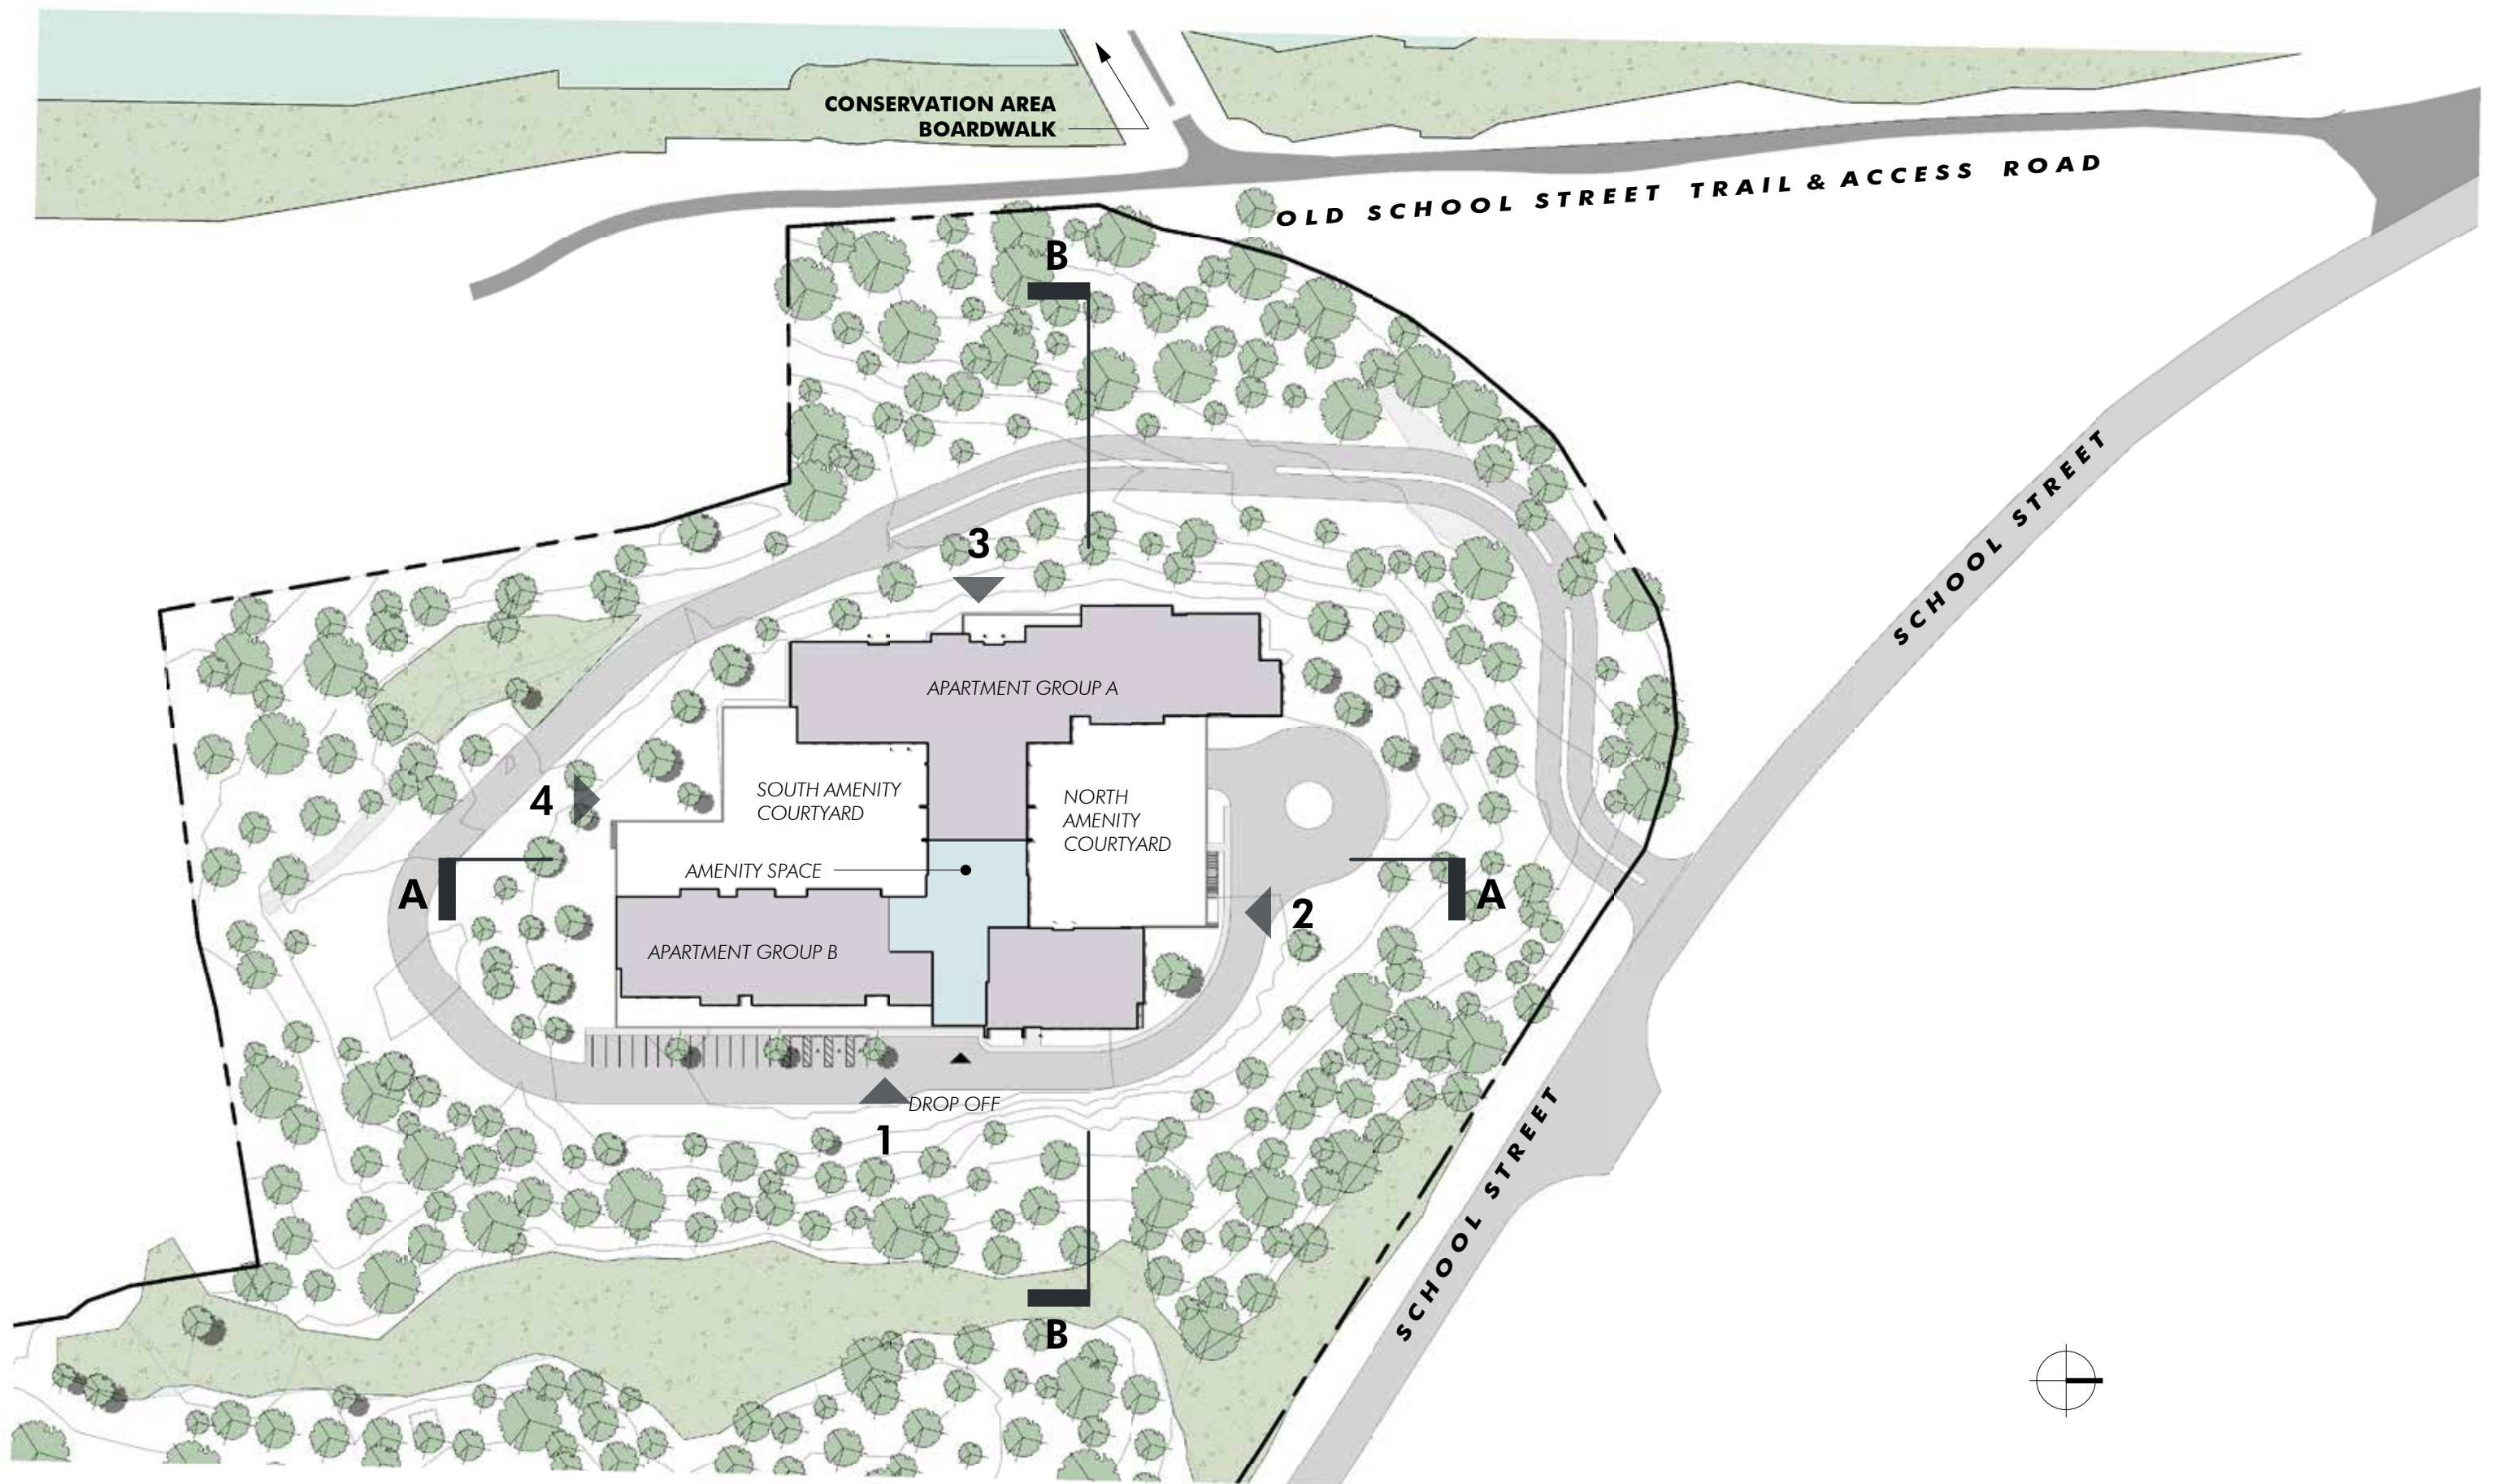 CONSERVATION AREA
BOARDWALK
OLD SCHOOL STREET TRAIL & ACCESS ROAD
B
SCHOOL STREET
3
APARTMENT GROUP A
4
SOUTH AMENITY
COURTYARD
NORTH
AMENITY
COURTYARD
AMENITY SPACE
A
A
2
APARTMENT GROUP B
DROP OFF
1
SCHOOL STREET
B